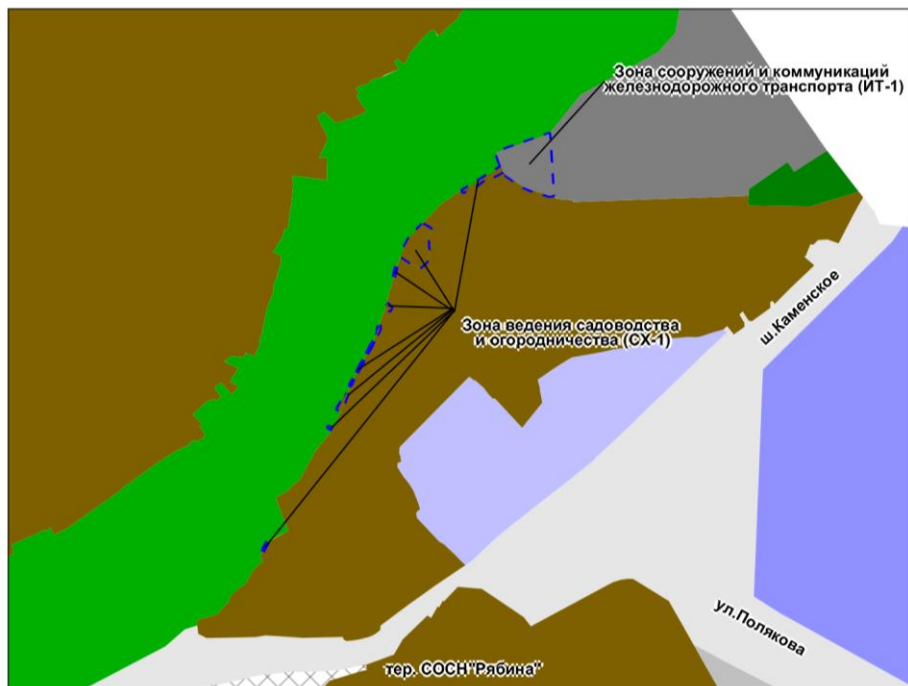 Зона сооружений и коммуникаций
железнодорожного транспорта (ИТ-1)
Зона ведения садоводства
и огородничества (СХ-1)
ш.Каменское
ул.Полякова
тер. СОСН"Рябина"